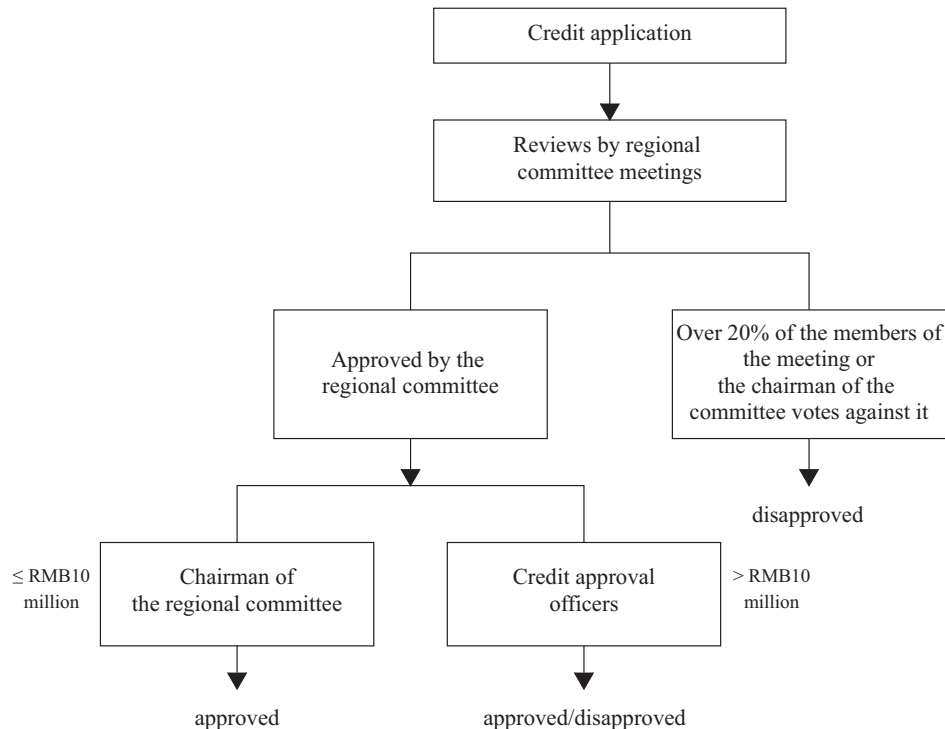 Credit application
Reviews by regional
committee meetings
Approved by the
regional committee
Over 20% of the members of
the meeting or
the chairman of the
committee votes against it
disapproved
≤ RMB10
million
Chairman of
the regional committee
Credit approval
officers
> RMB10
million
approved
approved/disapproved